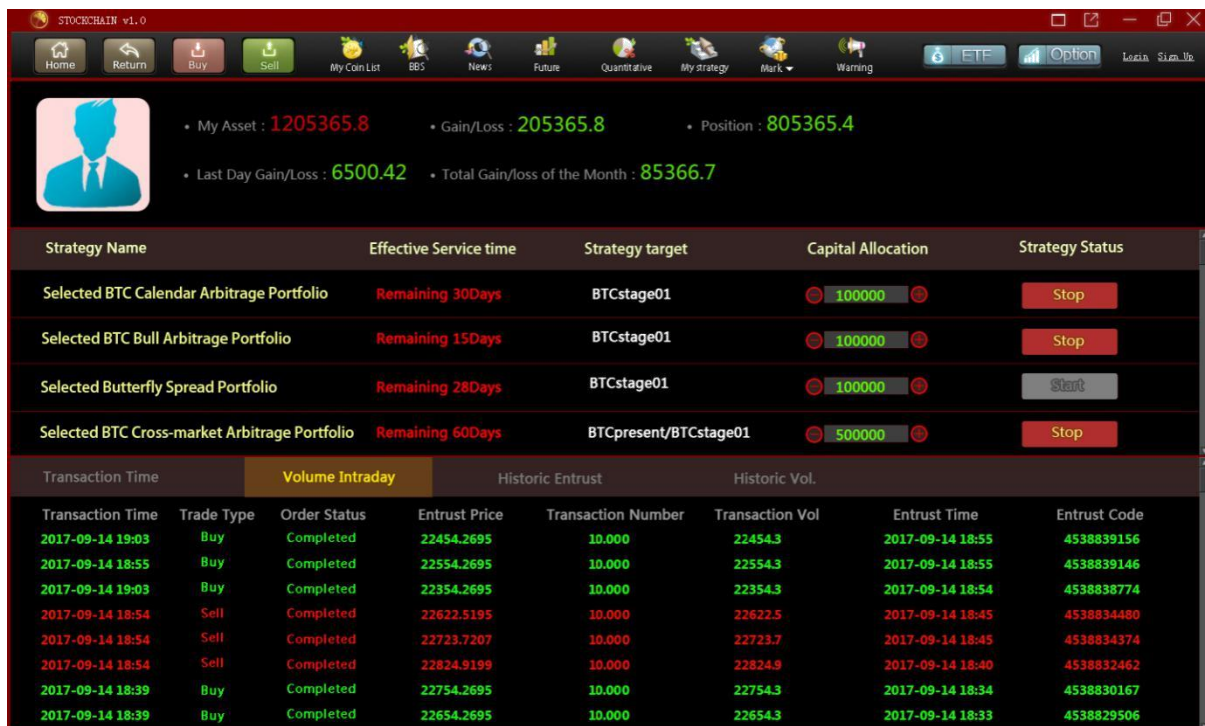 STOCKCHAIN v1.0
Home Return Buy Sell My Coin List BBS News Future Quantitative My strategy Mark Warning ETF Option Login Sign Up
• My Asset : 1205365.8 • Gain/Loss : 205365.8 • Position : 805365.4
• Last Day Gain/Loss : 6500.42 • Total Gain/loss of the Month : 85366.7
Strategy Name Effective Service time Strategy target Capital Allocation Strategy Status
Selected BTC Calendar Arbitrage Portfolio Remaining 30Days BTCstage01 100000 Stop
Selected BTC Bull Arbitrage Portfolio Remaining 15Days BTCstage01 100000 Stop
Selected Butterfly Spread Portfolio Remaining 28Days BTCstage01 100000 Start
Selected BTC Cross-market Arbitrage Portfolio Remaining 60Days BTCpresent/BTCstage01 500000 Stop
Transaction Time Volume Intraday Historic Entrust Historic Vol.
Transaction Time Trade Type Order Status Entrust Price Transaction Number Transaction Vol Entrust Time Entrust Code
2017-09-14 19:03 Buy Completed 22454.2695 10.000 22454.3 2017-09-14 18:55 4538839156
2017-09-14 18:55 Buy Completed 22554.2695 10.000 22554.3 2017-09-14 18:55 4538839146
2017-09-14 19:03 Buy Completed 22354.2695 10.000 22354.3 2017-09-14 18:54 4538838774
2017-09-14 18:54 Sell Completed 22622.5195 10.000 22622.5 2017-09-14 18:45 4538834480
2017-09-14 18:54 Sell Completed 22723.7207 10.000 22723.7 2017-09-14 18:45 4538834374
2017-09-14 18:54 Sell Completed 22824.9199 10.000 22824.9 2017-09-14 18:40 4538832462
2017-09-14 18:39 Buy Completed 22754.2695 10.000 22754.3 2017-09-14 18:34 4538830167
2017-09-14 18:39 Buy Completed 22654.2695 10.000 22654.3 2017-09-14 18:33 4538829506